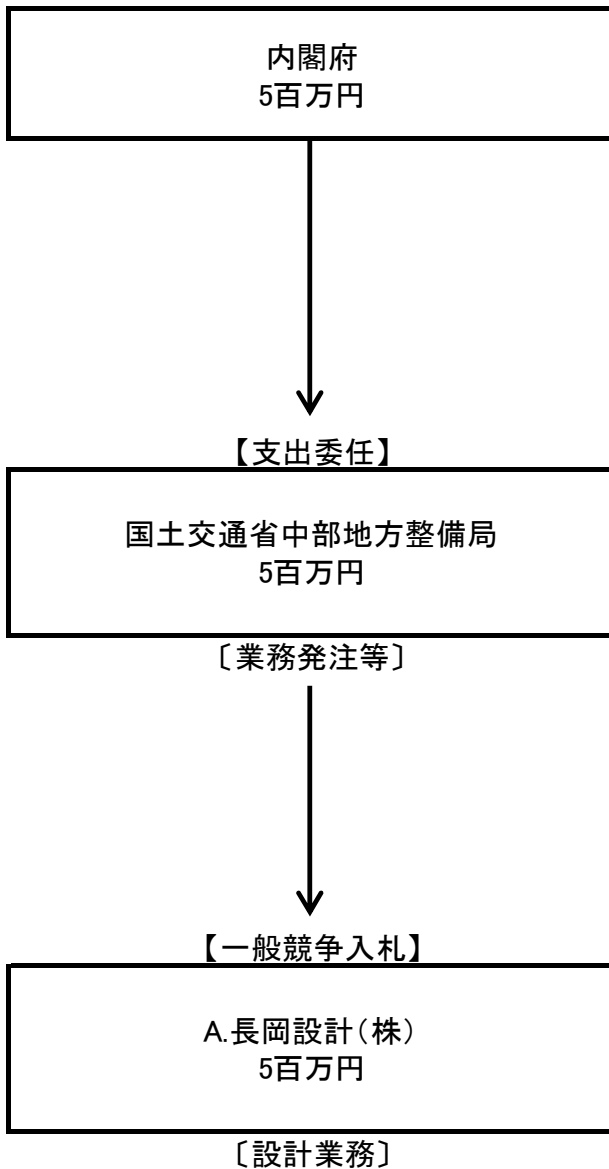 内閣府
5百万円
【支出委任】
国土交通省中部地方整備局
5百万円
〔業務発注等〕
【一般競争入札】
A.長岡設計（株）
5百万円
〔設計業務〕